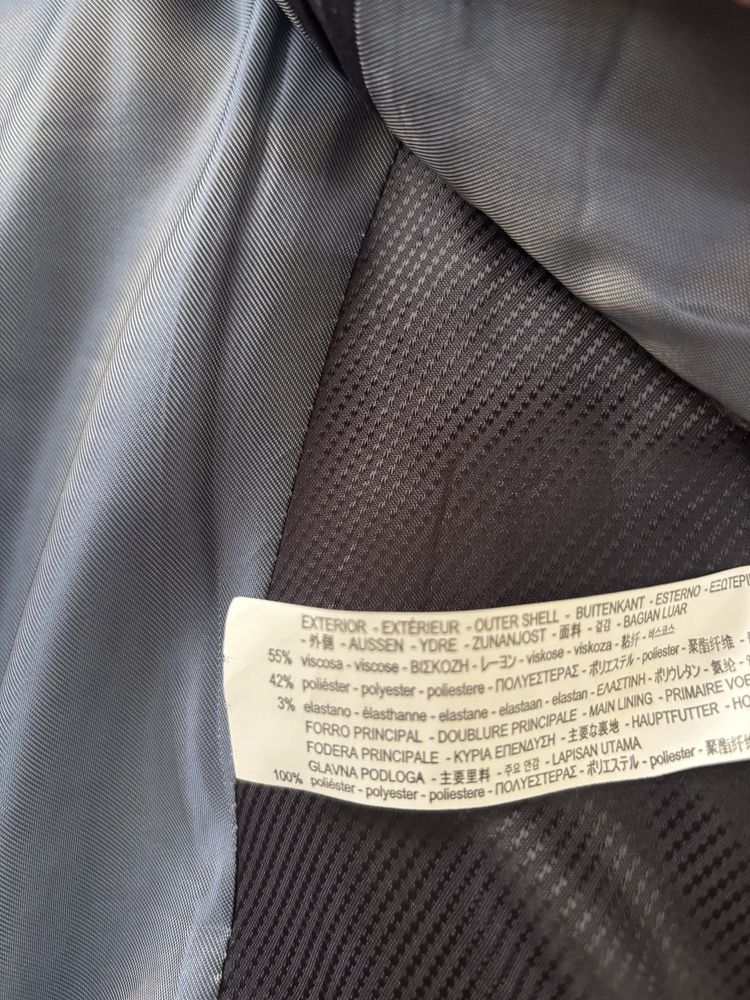 EXTERIOR - EXTÉRIEUR - OUTER SHELL - BUITENKANT - ESTERNO - ΕΞΩΤΕΡΙ
- 外側 - AUSSEN - YDRE - ZUNANJOST - 面料 - 겉감 - BAGIAN LUAR
55% viscosa - viscose - ΒΙΣΚΟΖΗ - レーヨン - viskose - viskoza - 粘纤 - 비스코스
42% poliéster - polyester - poliestere - ΠΟΛΥΕΣΤΕΡΑΣ - ポリエステル - poliester - 聚酯纤维 -
3% elastano - élasthanne - elastane - elastaan - elastan - ΕΛΑΣΤΙΝΗ - ポリウレタン - 氨纶 -
FORRO PRINCIPAL - DOUBLURE PRINCIPALE - MAIN LINING - PRIMAIRE VOE
FODERA PRINCIPALE - ΚΥΡΙΑ ΕΠΕΝΔΥΣΗ - 主要な裏地 - HAUPTFUTTER - HO
GLAVNA PODLOGA - 主要里料 - 주요 안감 - LAPISAN UTAMA
100% poliéster - polyester - poliestere - ΠΟΛΥΕΣΤΕΡΑΣ - ポリエステル - poliester - 聚酯纤维